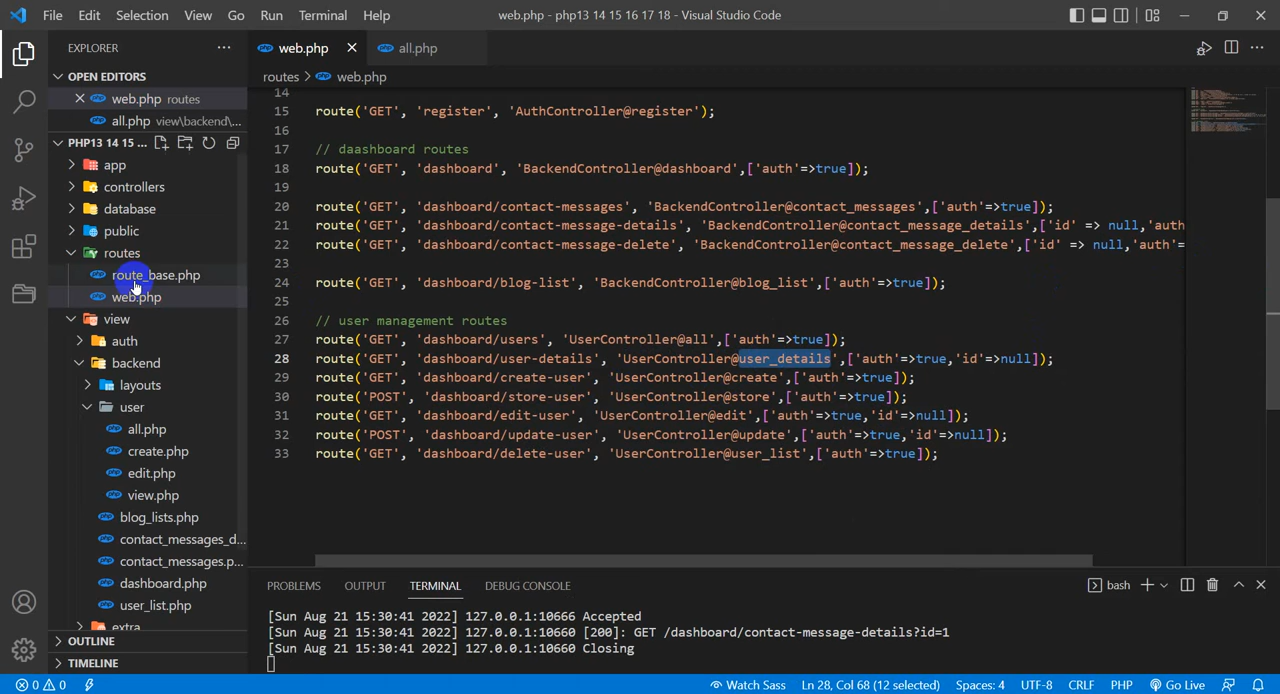 File Edit Selection View Go Run Terminal Help web.php - php13 14 15 16 17 18 - Visual Studio Code
EXPLORER
OPEN EDITORS
web.php routes
all.php view\backend\...
PHP13 14 15 ...
app
controllers
database
public
routes
route_base.php
web.php
view
auth
backend
layouts
user
all.php
create.php
edit.php
view.php
blog_lists.php
contact_messages_d...
contact_messages.p...
dashboard.php
user_list.php
extra
OUTLINE
TIMELINE
web.php all.php
routes > web.php
14
15 route('GET', 'register', 'AuthController@register');
16
17 // daashboard routes
18 route('GET', 'dashboard', 'BackendController@dashboard',['auth'=>true]);
19
20 route('GET', 'dashboard/contact-messages', 'BackendController@contact_messages',['auth'=>true]);
21 route('GET', 'dashboard/contact-message-details', 'BackendController@contact_message_details',['id' => null,'auth
22 route('GET', 'dashboard/contact-message-delete', 'BackendController@contact_message_delete',['id' => null,'auth'=
23
24 route('GET', 'dashboard/blog-list', 'BackendController@blog_list',['auth'=>true]);
25
26 // user management routes
27 route('GET', 'dashboard/users', 'UserController@all',['auth'=>true]);
28 route('GET', 'dashboard/user-details', 'UserController@user_details',['auth'=>true,'id'=>null]);
29 route('GET', 'dashboard/create-user', 'UserController@create',['auth'=>true]);
30 route('POST', 'dashboard/store-user', 'UserController@store',['auth'=>true]);
31 route('GET', 'dashboard/edit-user', 'UserController@edit',['auth'=>true,'id'=>null]);
32 route('POST', 'dashboard/update-user', 'UserController@update',['auth'=>true,'id'=>null]);
33 route('GET', 'dashboard/delete-user', 'UserController@user_list',['auth'=>true]);
PROBLEMS OUTPUT TERMINAL DEBUG CONSOLE bash
[Sun Aug 21 15:30:41 2022] 127.0.0.1:10666 Accepted
[Sun Aug 21 15:30:41 2022] 127.0.0.1:10660 [200]: GET /dashboard/contact-message-details?id=1
[Sun Aug 21 15:30:41 2022] 127.0.0.1:10660 Closing
0 0 Watch Sass Ln 28, Col 68 (12 selected) Spaces: 4 UTF-8 CRLF PHP Go Live